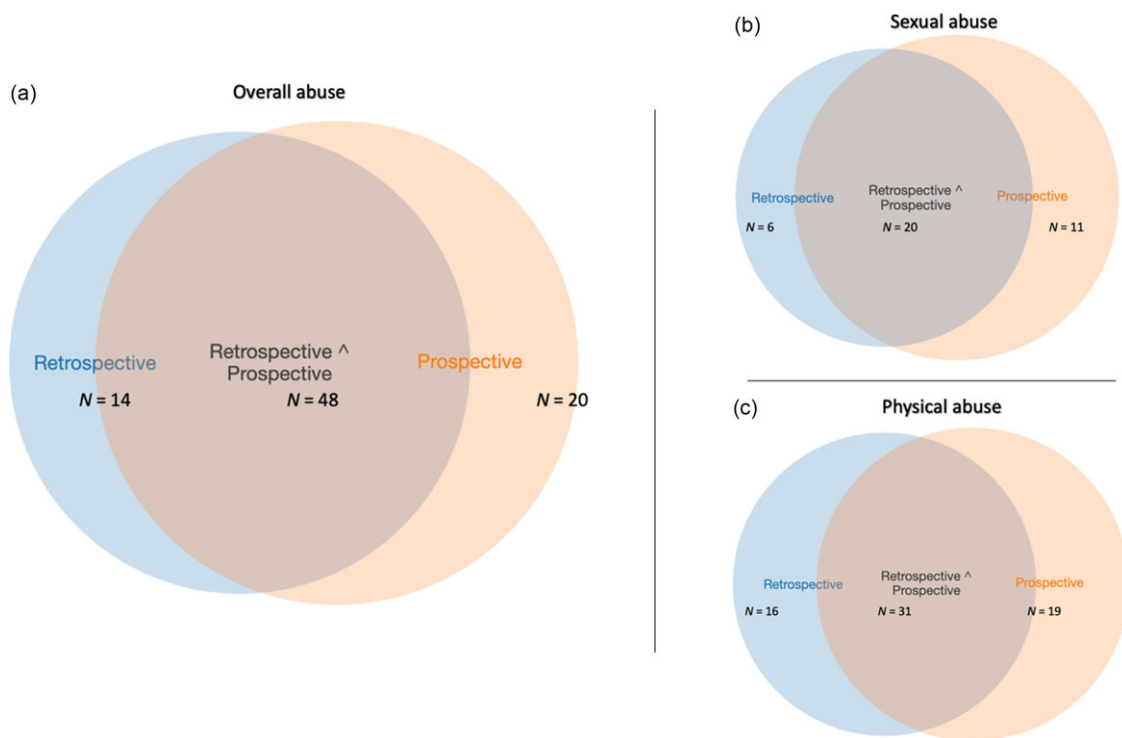 (a)
Overall abuse
Retrospective
Retrospective ^
Prospective
Prospective
N = 14
N = 48
N = 20
(b)
Sexual abuse
Retrospective
Retrospective ^
Prospective
Prospective
N = 6
N = 20
N = 11
(c)
Physical abuse
Retrospective
Retrospective ^
Prospective
Prospective
N = 16
N = 31
N = 19